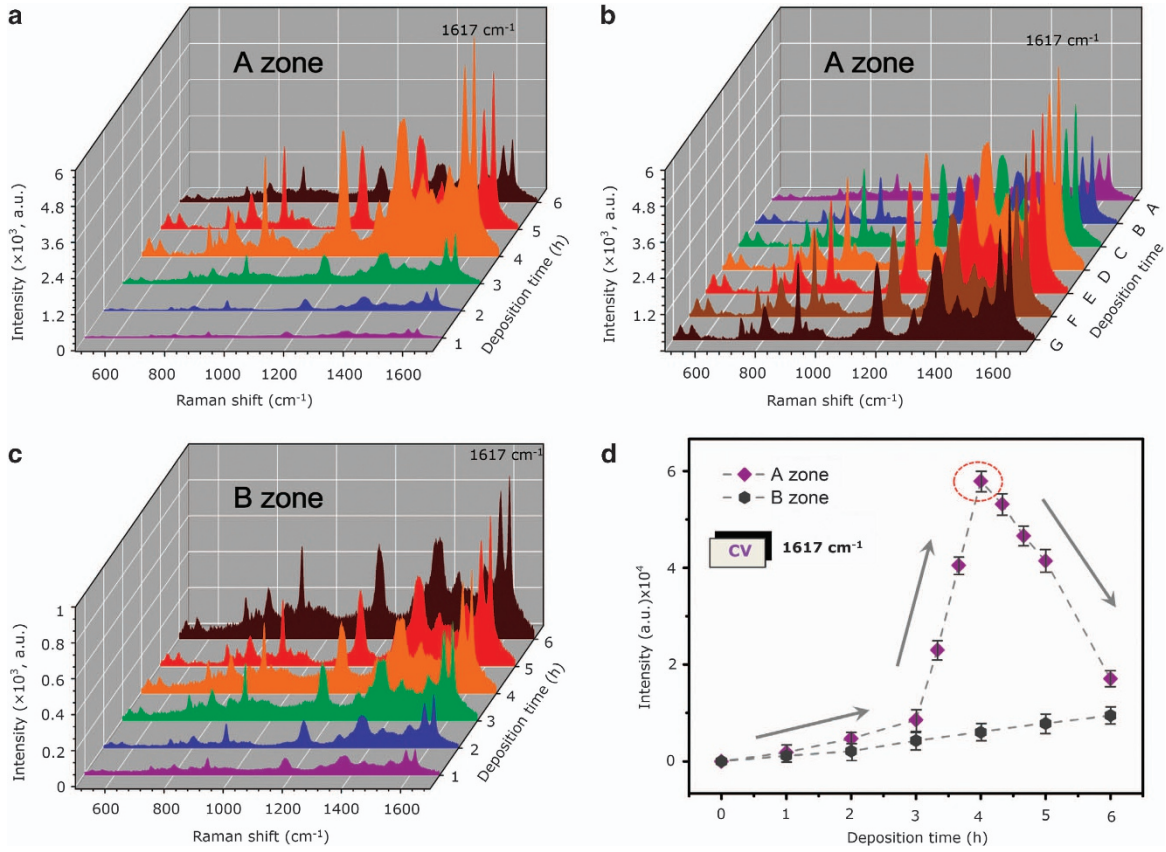 a
1617 cm-1
A zone
Intensity (×10³, a.u.)
6
4.8
3.6
2.4
1.2
0
600 800 1000 1200 1400 1600
Raman shift (cm-1)
1 2 3 4 5 6
Deposition time (h)
b
1617 cm-1
A zone
Intensity (×10³, a.u.)
6
4.8
3.6
2.4
1.2
0
600 800 1000 1200 1400 1600
Raman shift (cm-1)
G F E D C B A
Deposition time
c
1617 cm-1
B zone
Intensity (×10³, a.u.)
1
0.8
0.6
0.4
0.2
0
600 800 1000 1200 1400 1600
Raman shift (cm-1)
1 2 3 4 5 6
Deposition time (h)
d
A zone
B zone
CV 1617 cm-1
Intensity (a.u.)×10⁴
6
4
2
0
0 1 2 3 4 5 6
Deposition time (h)